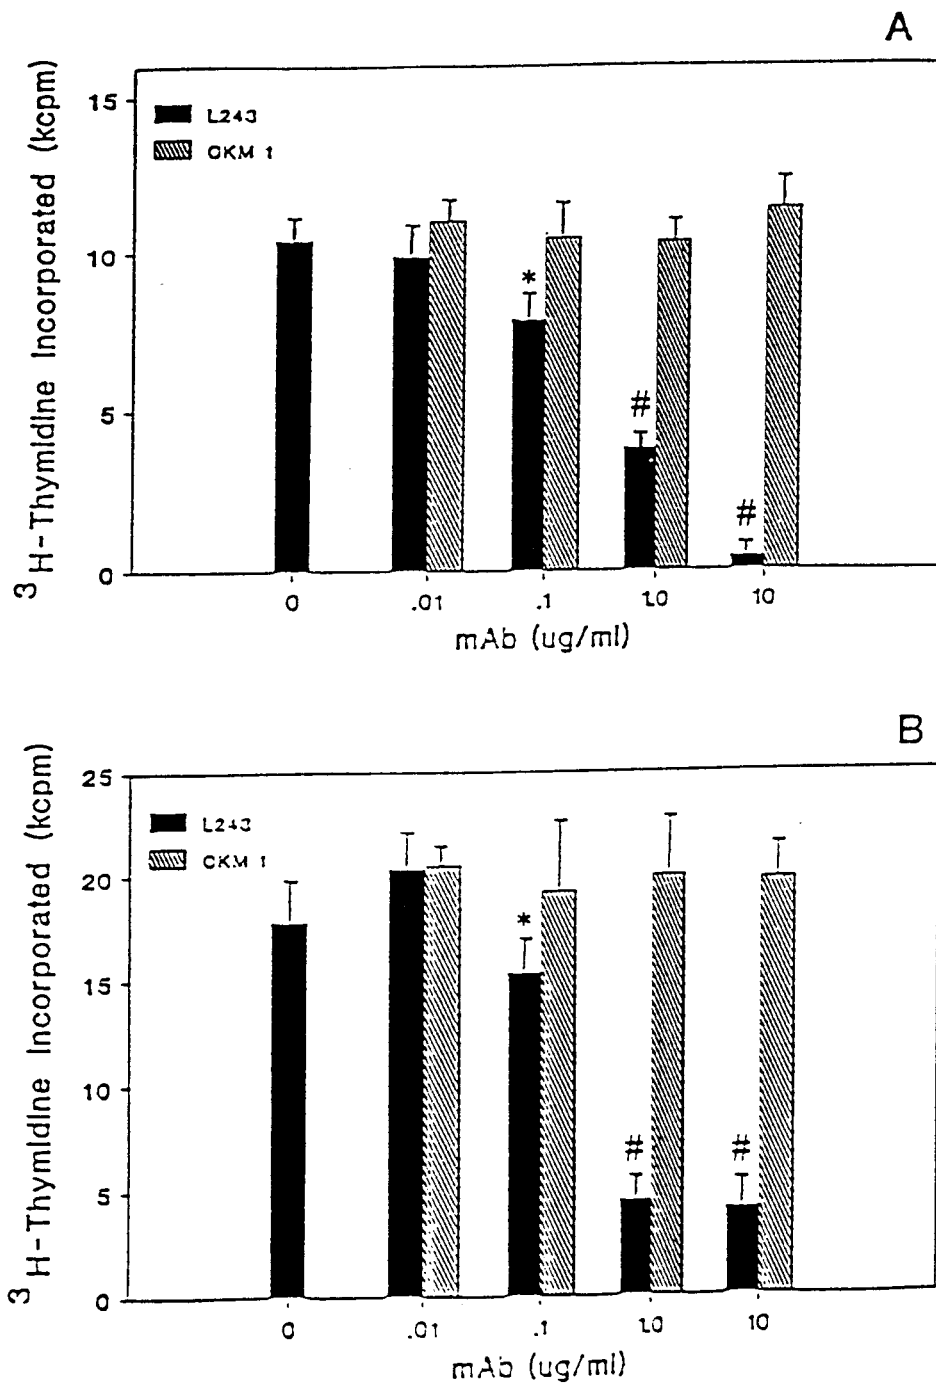 A
³H-Thymidine Incorporated (kcpm)
15
10
5
0
L243
GKM 1
*
#
#
0 .01 .1 1.0 10
mAb (ug/ml)
B
³H-Thymidine Incorporated (kcpm)
25
20
15
10
5
0
L243
GKM 1
*
#
#
0 .01 .1 1.0 10
mAb (ug/ml)